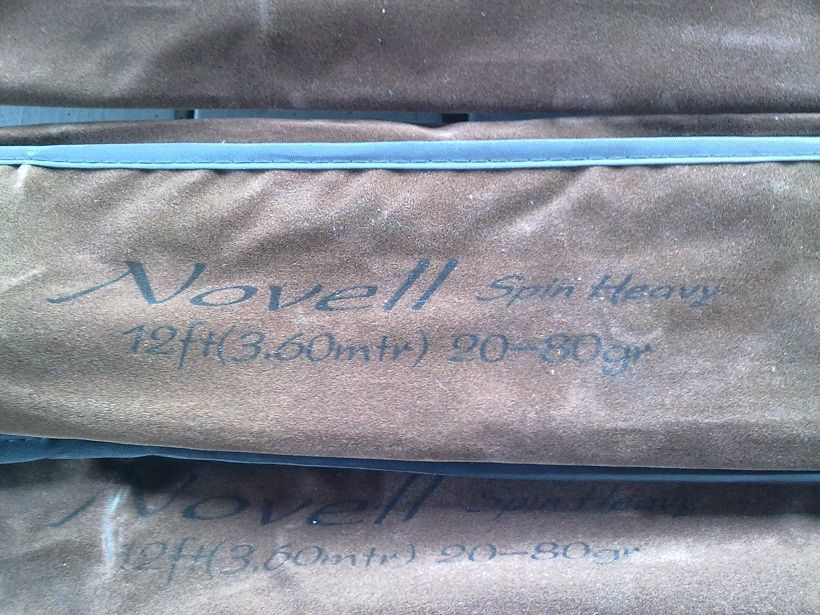 Novell Spin Heavy
12ft(3.60mtr) 20-80gr
Novell Spin Heavy
12ft(3.60mtr) 20-80gr